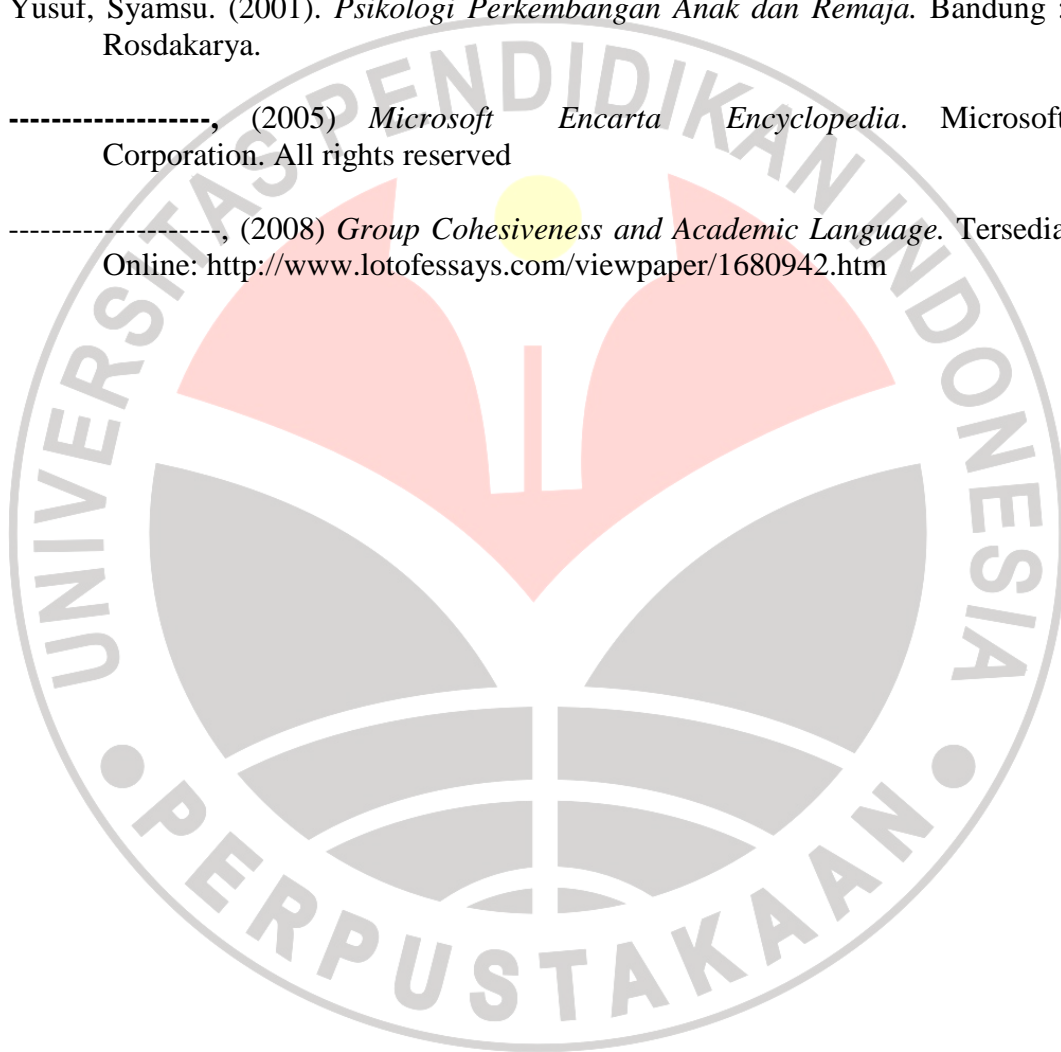 Yusuf, Syamsu. (2001). Psikologi Perkembangan Anak dan Remaja. Bandung :
Rosdakarya.
-------------------, (2005) Microsoft Encarta Encyclopedia. Microsoft
Corporation. All rights reserved
--------------------, (2008) Group Cohesiveness and Academic Language. Tersedia
Online: http://www.lotofessays.com/viewpaper/1680942.htm
UNIVERSITAS PENDIDIKAN INDONESIA
PERPUSTAKAAN